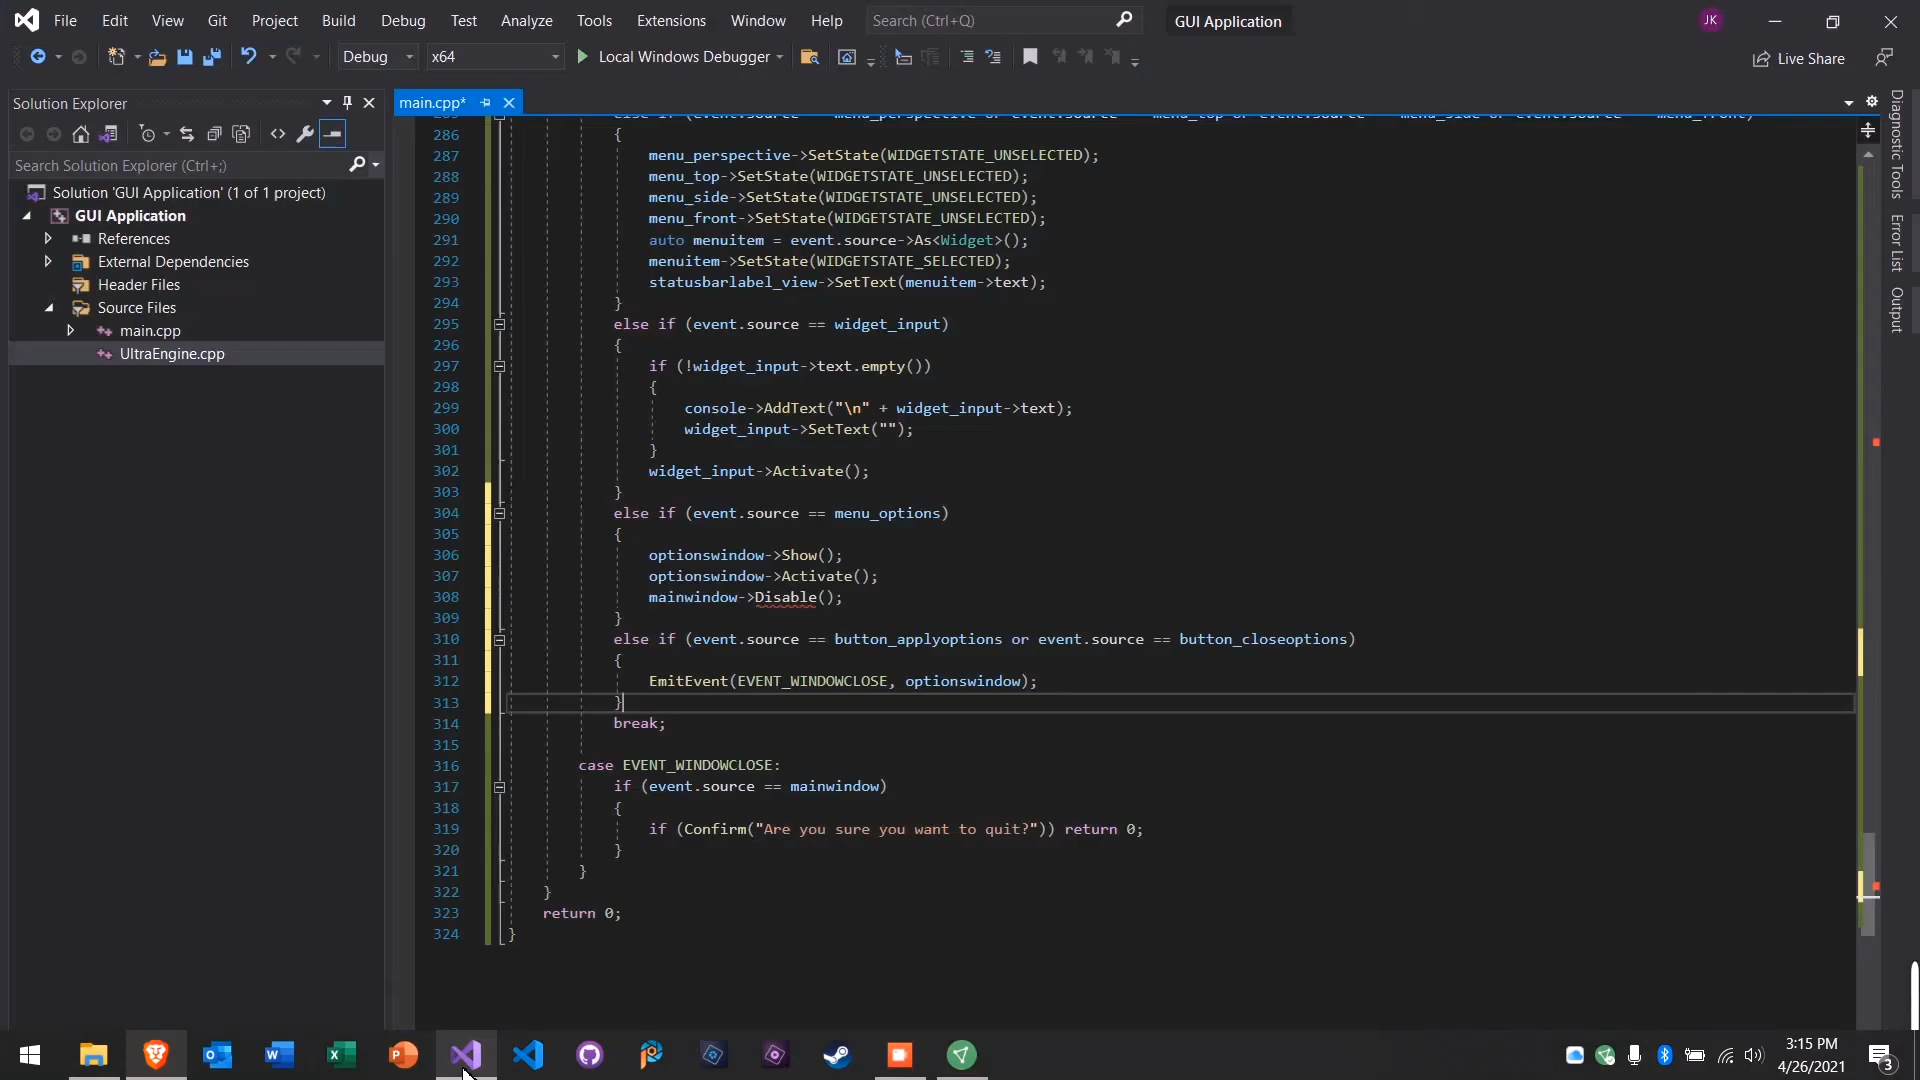 File Edit View Git Project Build Debug Test Analyze Tools Extensions Window Help Search (Ctrl+Q) GUI Application JK
Debug x64 Local Windows Debugger Live Share
Solution Explorer
Search Solution Explorer (Ctrl+;)
Solution 'GUI Application' (1 of 1 project)
GUI Application
References
External Dependencies
Header Files
Source Files
main.cpp
UltraEngine.cpp
main.cpp*
286 {
287 menu_perspective->SetState(WIDGETSTATE_UNSELECTED);
288 menu_top->SetState(WIDGETSTATE_UNSELECTED);
289 menu_side->SetState(WIDGETSTATE_UNSELECTED);
290 menu_front->SetState(WIDGETSTATE_UNSELECTED);
291 auto menuitem = event.source->As<Widget>();
292 menuitem->SetState(WIDGETSTATE_SELECTED);
293 statusbarlabel_view->SetText(menuitem->text);
294 }
295 else if (event.source == widget_input)
296 {
297 if (!widget_input->text.empty())
298 {
299 console->AddText("\n" + widget_input->text);
300 widget_input->SetText("");
301 }
302 widget_input->Activate();
303 }
304 else if (event.source == menu_options)
305 {
306 optionswindow->Show();
307 optionswindow->Activate();
308 mainwindow->Disable();
309 }
310 else if (event.source == button_applyoptions or event.source == button_closeoptions)
311 {
312 EmitEvent(EVENT_WINDOWCLOSE, optionswindow);
313 }
314 break;
315
316 case EVENT_WINDOWCLOSE:
317 if (event.source == mainwindow)
318 {
319 if (Confirm("Are you sure you want to quit?")) return 0;
320 }
321 }
322 }
323 return 0;
324 }
Diagnostic Tools
Error List
Output
3:15 PM
4/26/2021
3